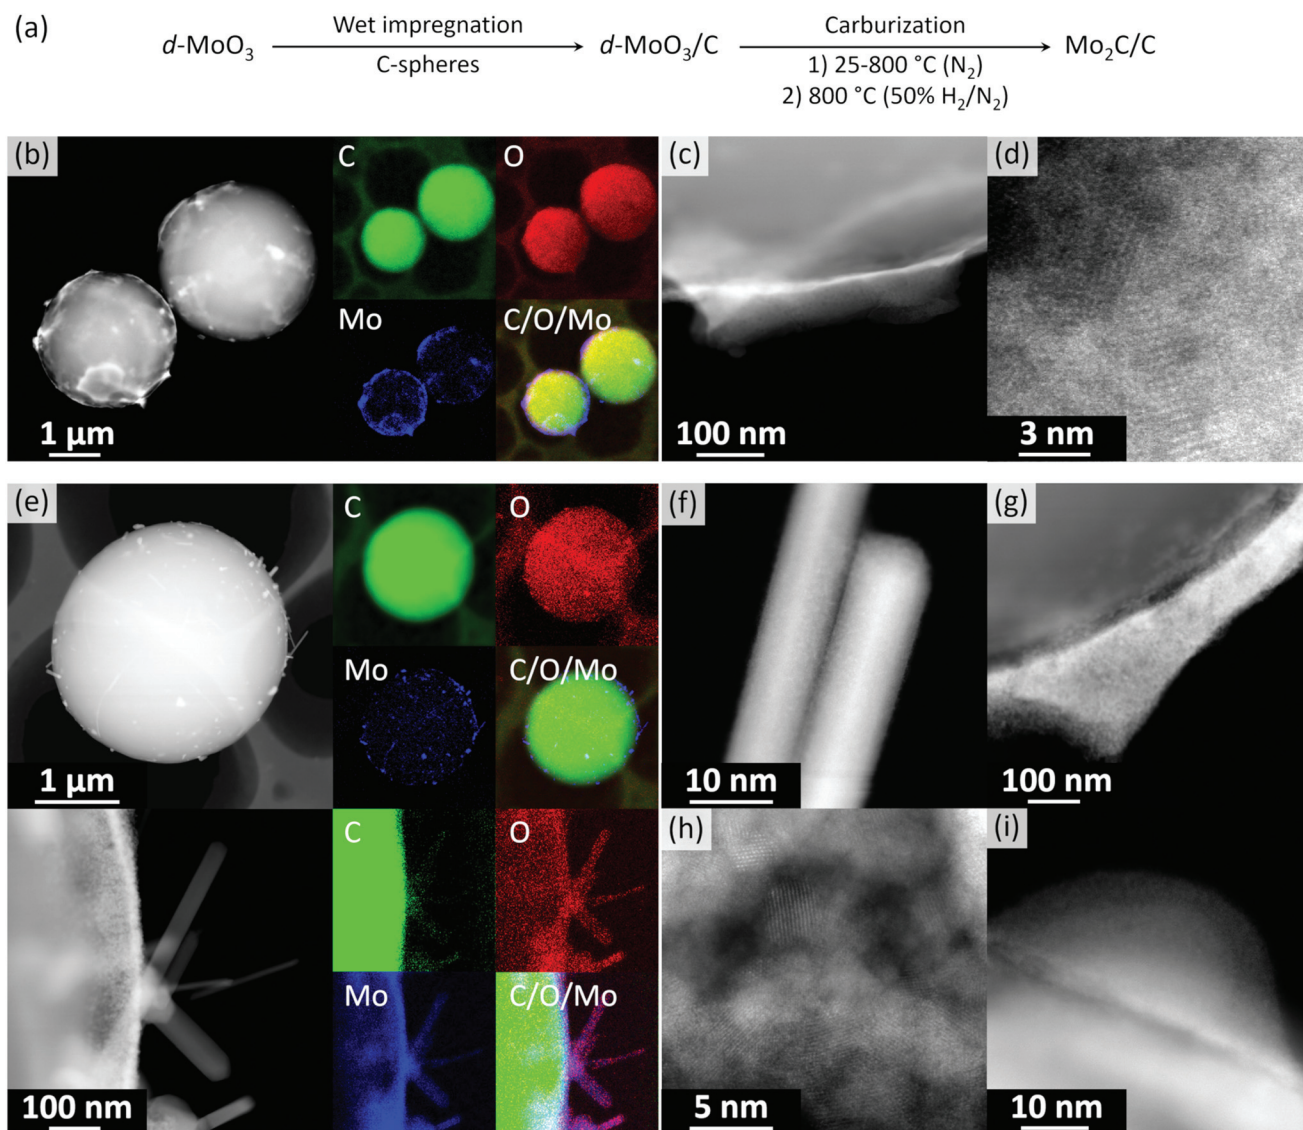 (a)
d-MoO₃
Wet impregnation
C-spheres
d-MoO₃/C
Carburization
1) 25-800 °C (N₂)
2) 800 °C (50% H₂/N₂)
Mo₂C/C
(b)
1 µm
C
O
Mo
C/O/Mo
(c)
100 nm
(d)
3 nm
(e)
1 µm
C
O
Mo
C/O/Mo
(f)
10 nm
(g)
100 nm
100 nm
C
O
Mo
C/O/Mo
(h)
5 nm
(i)
10 nm